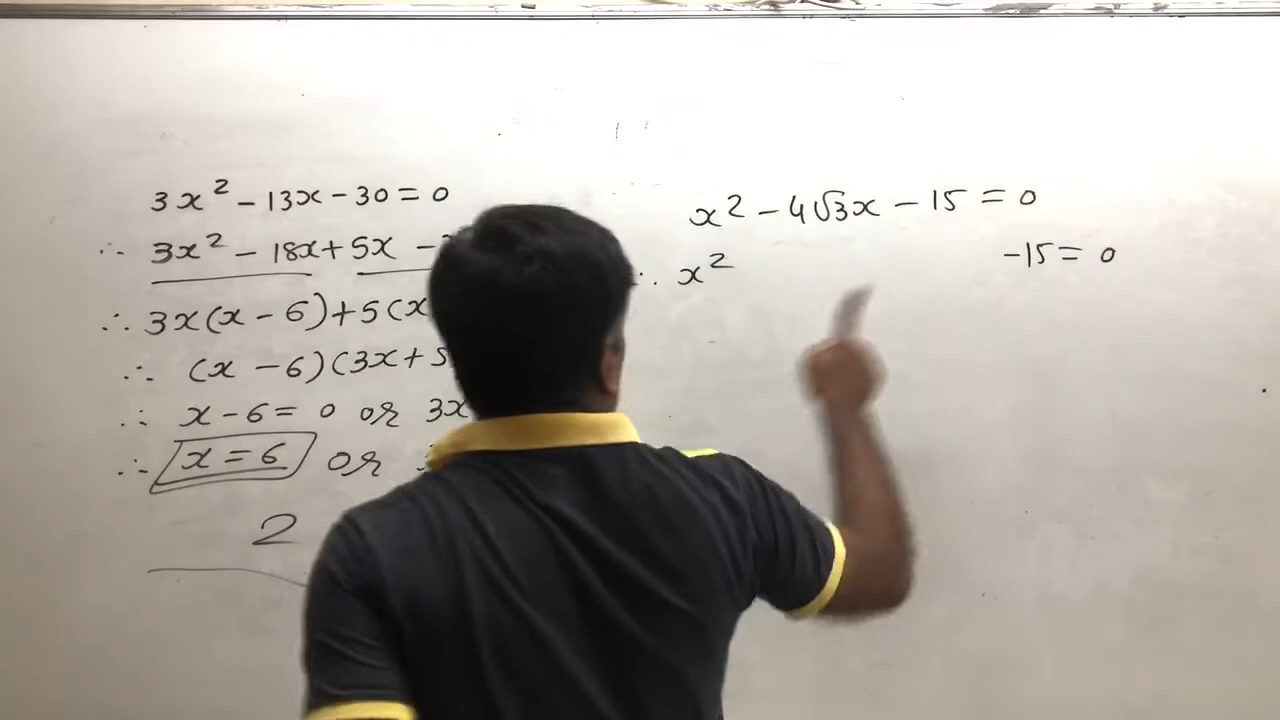 3x² - 13x - 30 = 0
∴ 3x² - 18x + 5x -
∴ 3x(x - 6) + 5(x
∴ (x - 6)(3x + 5
∴ x - 6 = 0 or 3x
∴ x = 6 or
2
x² - 4√3x - 15 = 0
∴ x² -15 = 0